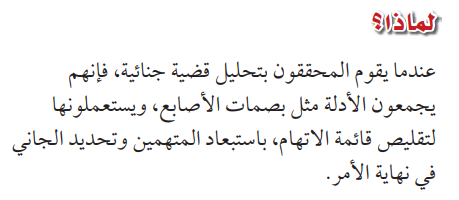 لماذا؟
عندما يقوم المحققون بتحليل قضية جنائية، فإنهم
يجمعون الأدلة مثل بصمات الأصابع، ويستعملونها
لتقليص قائمة الاتهام، باستبعاد المتهمين وتحديد الجاني
في نهاية الأمر.